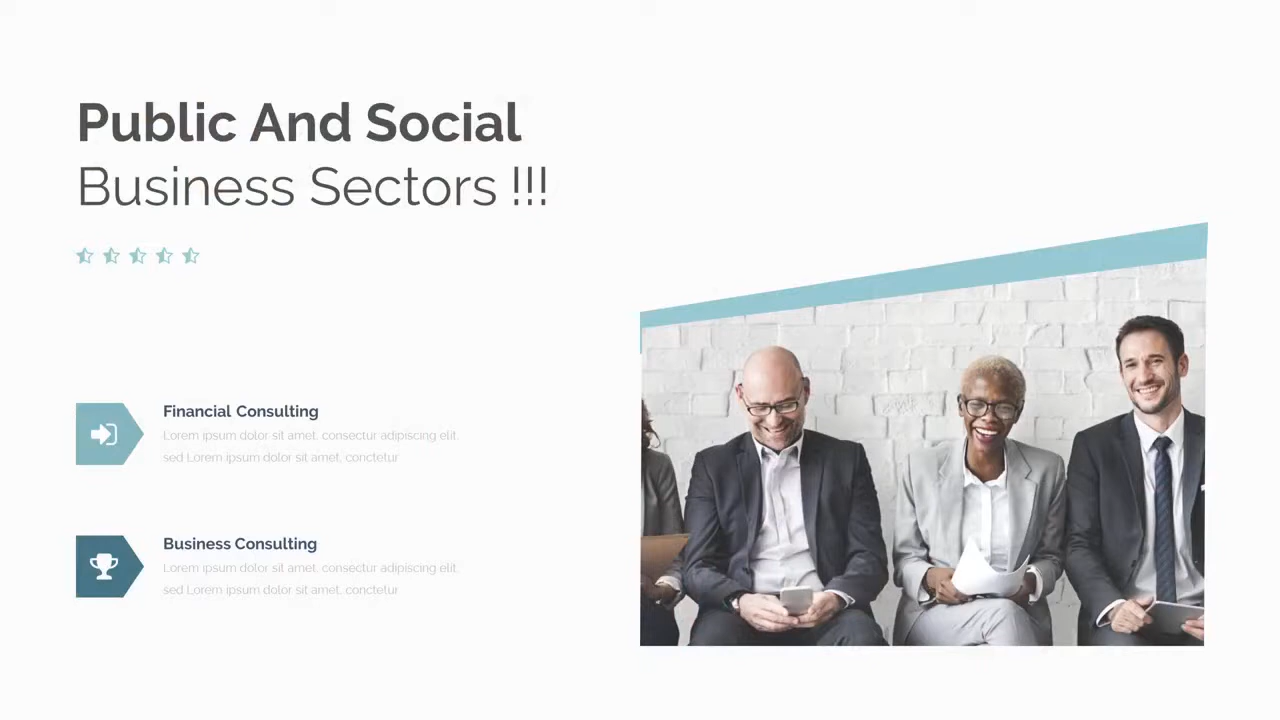 Public And Social
Business Sectors !!!
Financial Consulting
Lorem ipsum dolor sit amet, consectur adipiscing elit,
sed Lorem ipsum dolor sit amet, conctetur
Business Consulting
Lorem ipsum dolor sit amet, consectur adipiscing elit,
sed Lorem ipsum dolor sit amet, conctetur